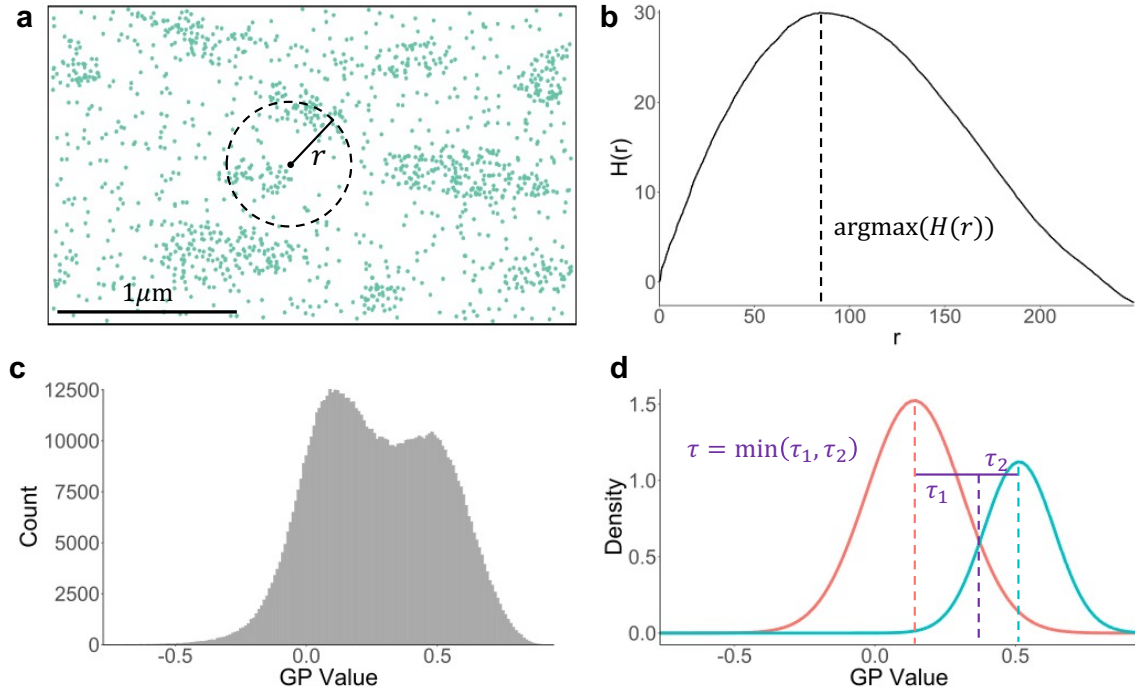 a
r
1μm
b
30
20
10
0
H(r)
argmax(H(r))
0 50 100 150 200
r
c
12500
10000
7500
5000
2500
0
Count
-0.5 0.0 0.5
GP Value
d
1.5
1.0
0.5
0.0
Density
τ = min(τ₁, τ₂)
τ₂
τ₁
-0.5 0.0 0.5
GP Value